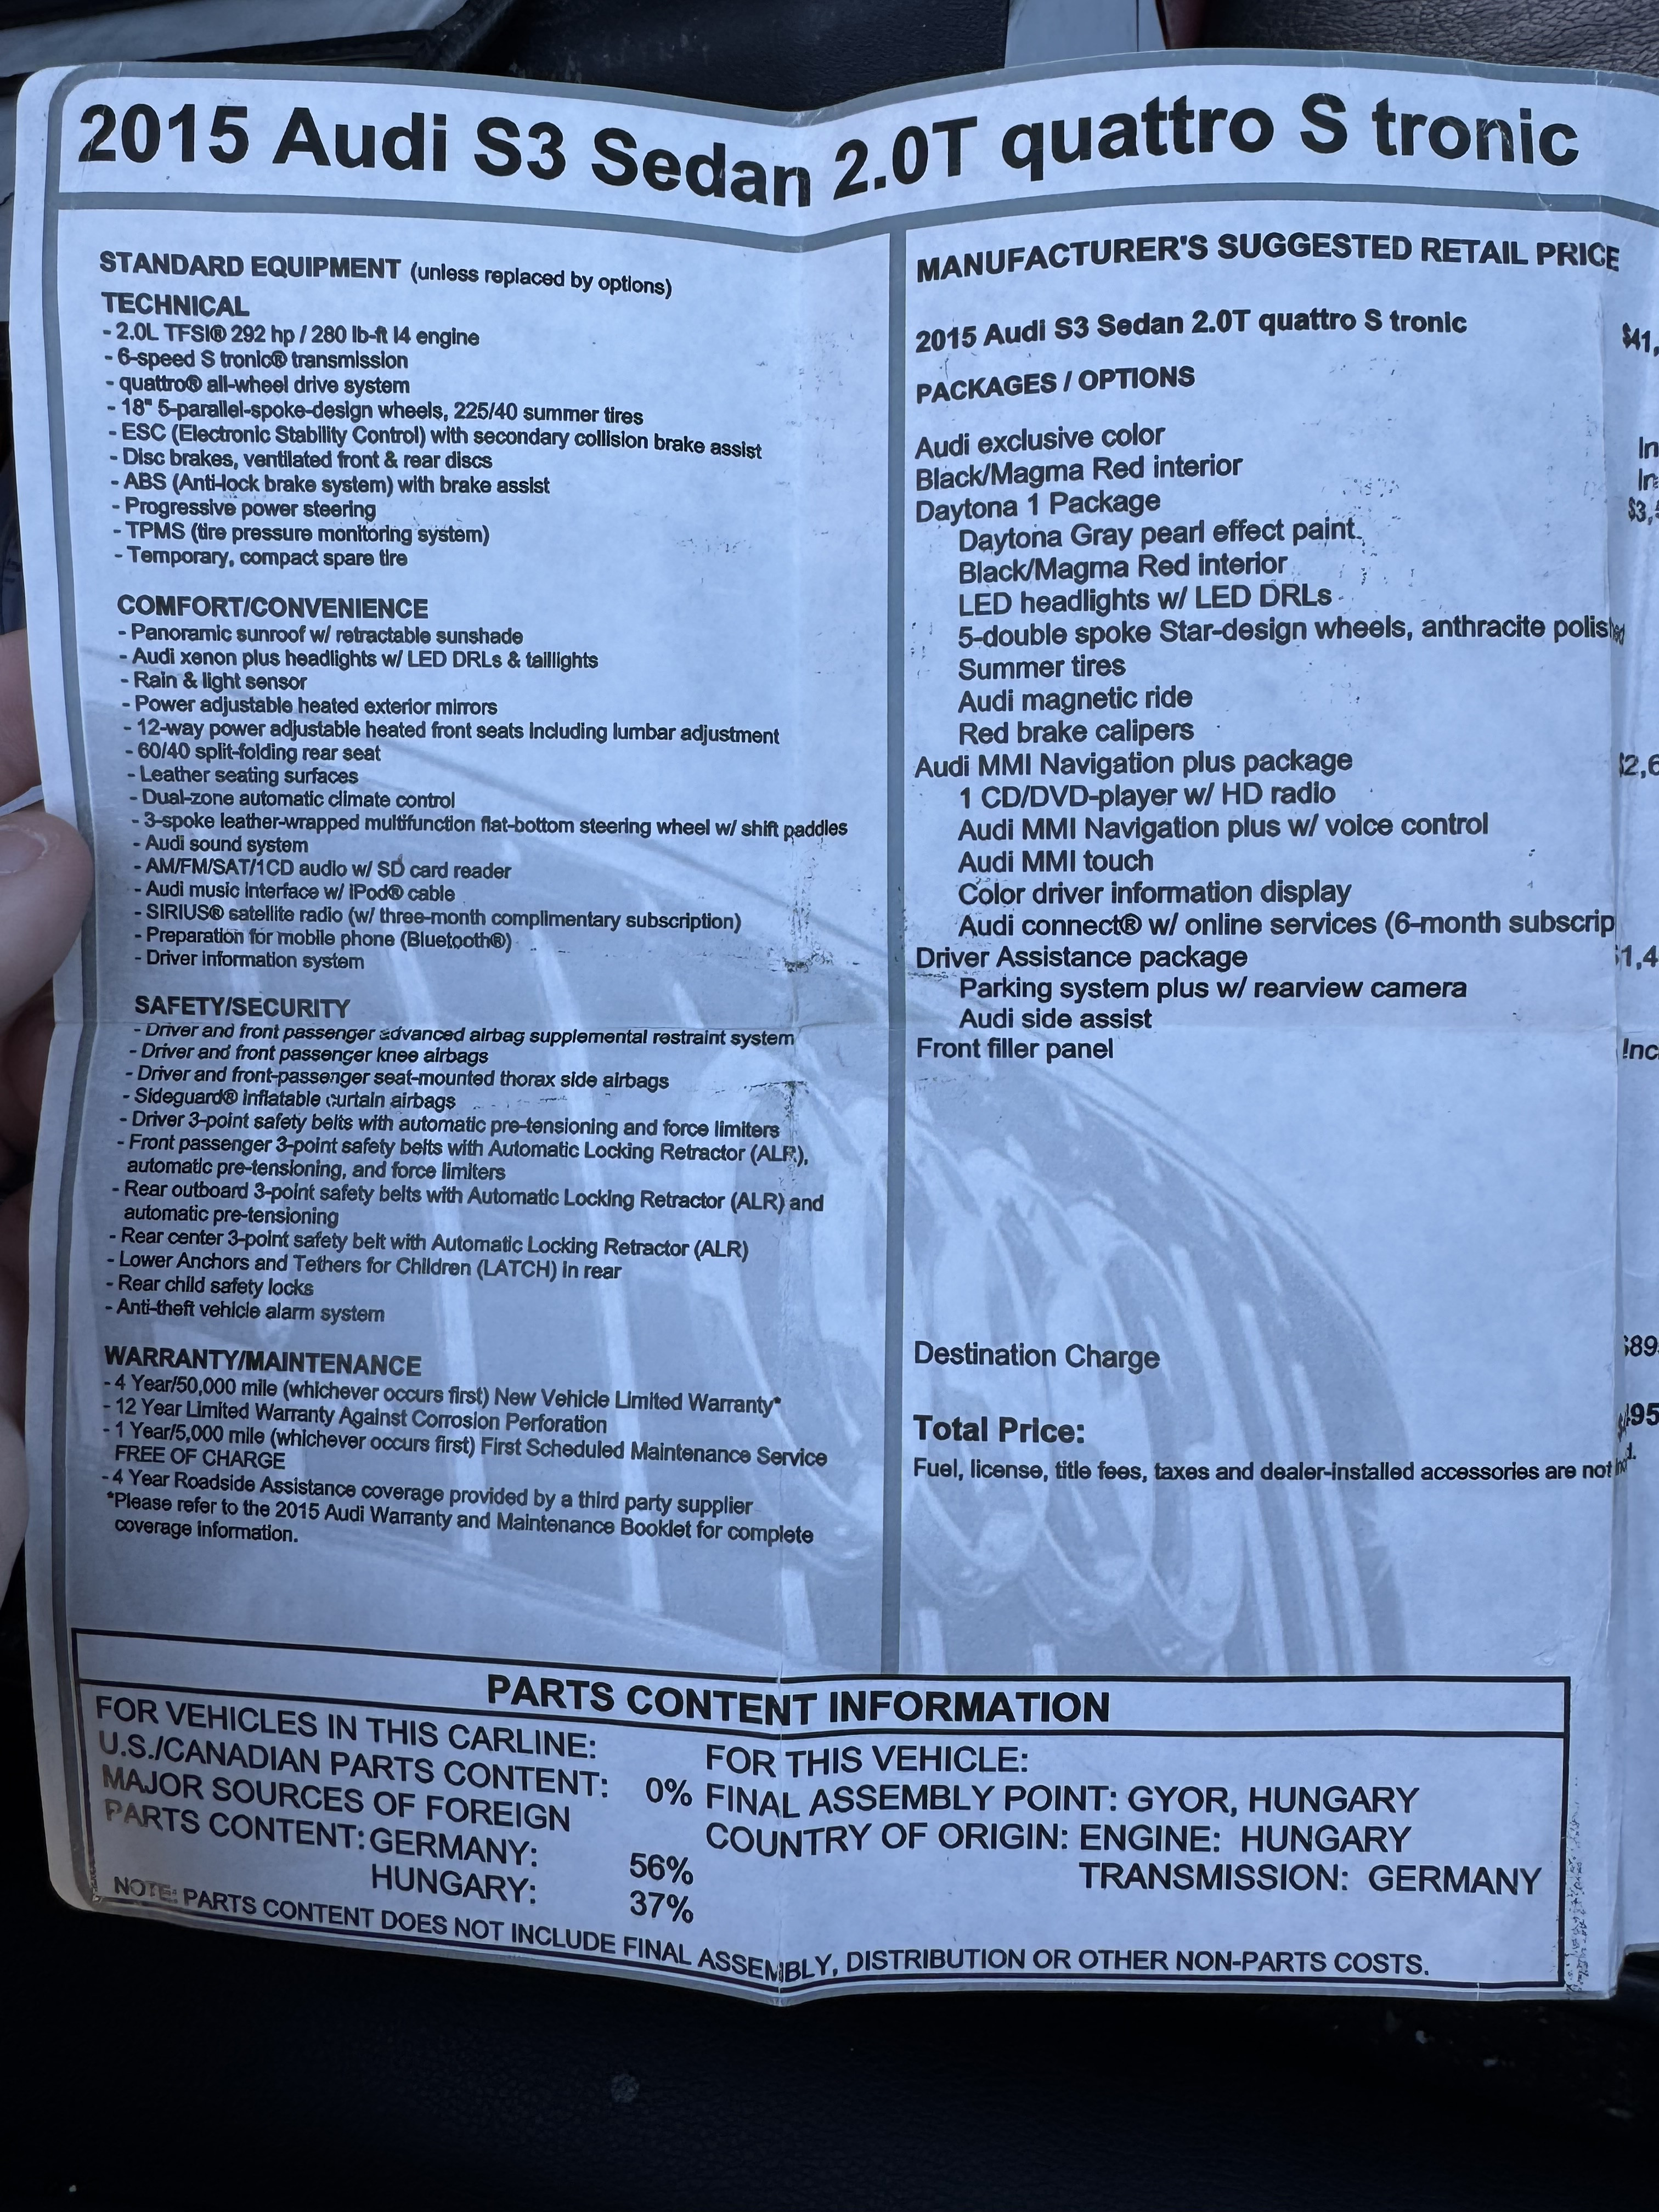 2015 Audi S3 Sedan 2.0T quattro S tronic
STANDARD EQUIPMENT (unless replaced by options)
TECHNICAL
- 2.0L TFSI® 292 hp / 280 lb-ft I4 engine
- 6-speed S tronic® transmission
- quattro® all-wheel drive system
- 18" 5-parallel-spoke-design wheels, 225/40 summer tires
- ESC (Electronic Stability Control) with secondary collision brake assist
- Disc brakes, ventilated front & rear discs
- ABS (Anti-lock brake system) with brake assist
- Progressive power steering
- TPMS (tire pressure monitoring system)
- Temporary, compact spare tire
COMFORT/CONVENIENCE
- Panoramic sunroof w/ retractable sunshade
- Audi xenon plus headlights w/ LED DRLs & taillights
- Rain & light sensor
- Power adjustable heated exterior mirrors
- 12-way power adjustable heated front seats including lumbar adjustment
- 60/40 split-folding rear seat
- Leather seating surfaces
- Dual-zone automatic climate control
- 3-spoke leather-wrapped multifunction flat-bottom steering wheel w/ shift paddles
- Audi sound system
- AM/FM/SAT/1CD audio w/ SD card reader
- Audi music interface w/ iPod® cable
- SIRIUS® satellite radio (w/ three-month complimentary subscription)
- Preparation for mobile phone (Bluetooth®)
- Driver information system
SAFETY/SECURITY
- Driver and front passenger advanced airbag supplemental restraint system
- Driver and front passenger knee airbags
- Driver and front-passenger seat-mounted thorax side airbags
- Sideguard® inflatable curtain airbags
- Driver 3-point safety belts with automatic pre-tensioning and force limiters
- Front passenger 3-point safety belts with Automatic Locking Retractor (ALR),
automatic pre-tensioning, and force limiters
- Rear outboard 3-point safety belts with Automatic Locking Retractor (ALR) and
automatic pre-tensioning
- Rear center 3-point safety belt with Automatic Locking Retractor (ALR)
- Lower Anchors and Tethers for Children (LATCH) in rear
- Rear child safety locks
- Anti-theft vehicle alarm system
WARRANTY/MAINTENANCE
- 4 Year/50,000 mile (whichever occurs first) New Vehicle Limited Warranty*
- 12 Year Limited Warranty Against Corrosion Perforation
- 1 Year/5,000 mile (whichever occurs first) First Scheduled Maintenance Service
FREE OF CHARGE
- 4 Year Roadside Assistance coverage provided by a third party supplier
*Please refer to the 2015 Audi Warranty and Maintenance Booklet for complete
coverage information.
MANUFACTURER'S SUGGESTED RETAIL PRICE
2015 Audi S3 Sedan 2.0T quattro S tronic $41,
PACKAGES / OPTIONS
Audi exclusive color In
Black/Magma Red interior In
Daytona 1 Package $3,
Daytona Gray pearl effect paint
Black/Magma Red interior
LED headlights w/ LED DRLs
5-double spoke Star-design wheels, anthracite polished
Summer tires
Audi magnetic ride
Red brake calipers
Audi MMI Navigation plus package $2,6
1 CD/DVD-player w/ HD radio
Audi MMI Navigation plus w/ voice control
Audi MMI touch
Color driver information display
Audi connect® w/ online services (6-month subscrip
Driver Assistance package $1,4
Parking system plus w/ rearview camera
Audi side assist
Front filler panel Inc
Destination Charge $89
Total Price:
Fuel, license, title fees, taxes and dealer-installed accessories are not
PARTS CONTENT INFORMATION
FOR VEHICLES IN THIS CARLINE:
U.S./CANADIAN PARTS CONTENT: 0%
MAJOR SOURCES OF FOREIGN
PARTS CONTENT: GERMANY: 56%
HUNGARY: 37%
FOR THIS VEHICLE:
FINAL ASSEMBLY POINT: GYOR, HUNGARY
COUNTRY OF ORIGIN: ENGINE: HUNGARY
TRANSMISSION: GERMANY
NOTE: PARTS CONTENT DOES NOT INCLUDE FINAL ASSEMBLY, DISTRIBUTION OR OTHER NON-PARTS COSTS.